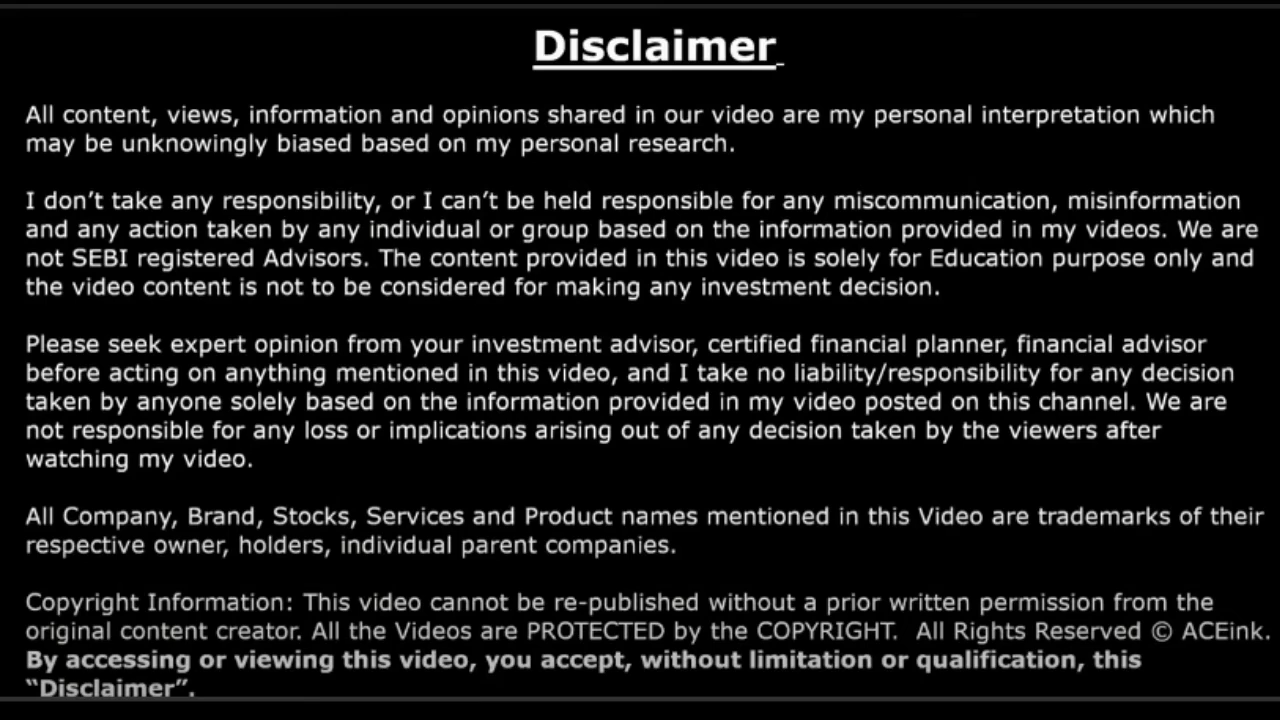 Disclaimer
All content, views, information and opinions shared in our video are my personal interpretation which
may be unknowingly biased based on my personal research.
I don’t take any responsibility, or I can’t be held responsible for any miscommunication, misinformation
and any action taken by any individual or group based on the information provided in my videos. We are
not SEBI registered Advisors. The content provided in this video is solely for Education purpose only and
the video content is not to be considered for making any investment decision.
Please seek expert opinion from your investment advisor, certified financial planner, financial advisor
before acting on anything mentioned in this video, and I take no liability/responsibility for any decision
taken by anyone solely based on the information provided in my video posted on this channel. We are
not responsible for any loss or implications arising out of any decision taken by the viewers after
watching my video.
All Company, Brand, Stocks, Services and Product names mentioned in this Video are trademarks of their
respective owner, holders, individual parent companies.
Copyright Information: This video cannot be re-published without a prior written permission from the
original content creator. All the Videos are PROTECTED by the COPYRIGHT.  All Rights Reserved © ACEink.
By accessing or viewing this video, you accept, without limitation or qualification, this
“Disclaimer”.